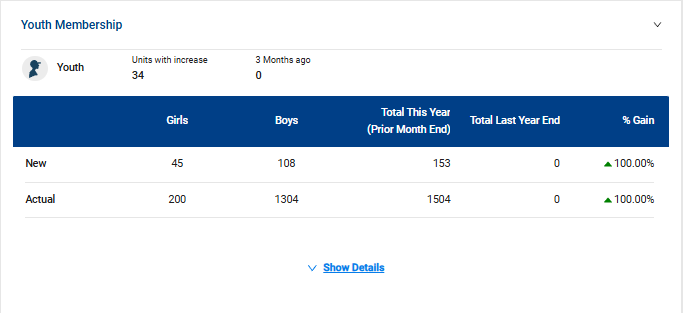 Youth Membership
Youth
Units with increase
34
3 Months ago
0
Girls Boys Total This Year (Prior Month End) Total Last Year End % Gain
New 45 108 153 0 100.00%
Actual 200 1304 1504 0 100.00%
Show Details